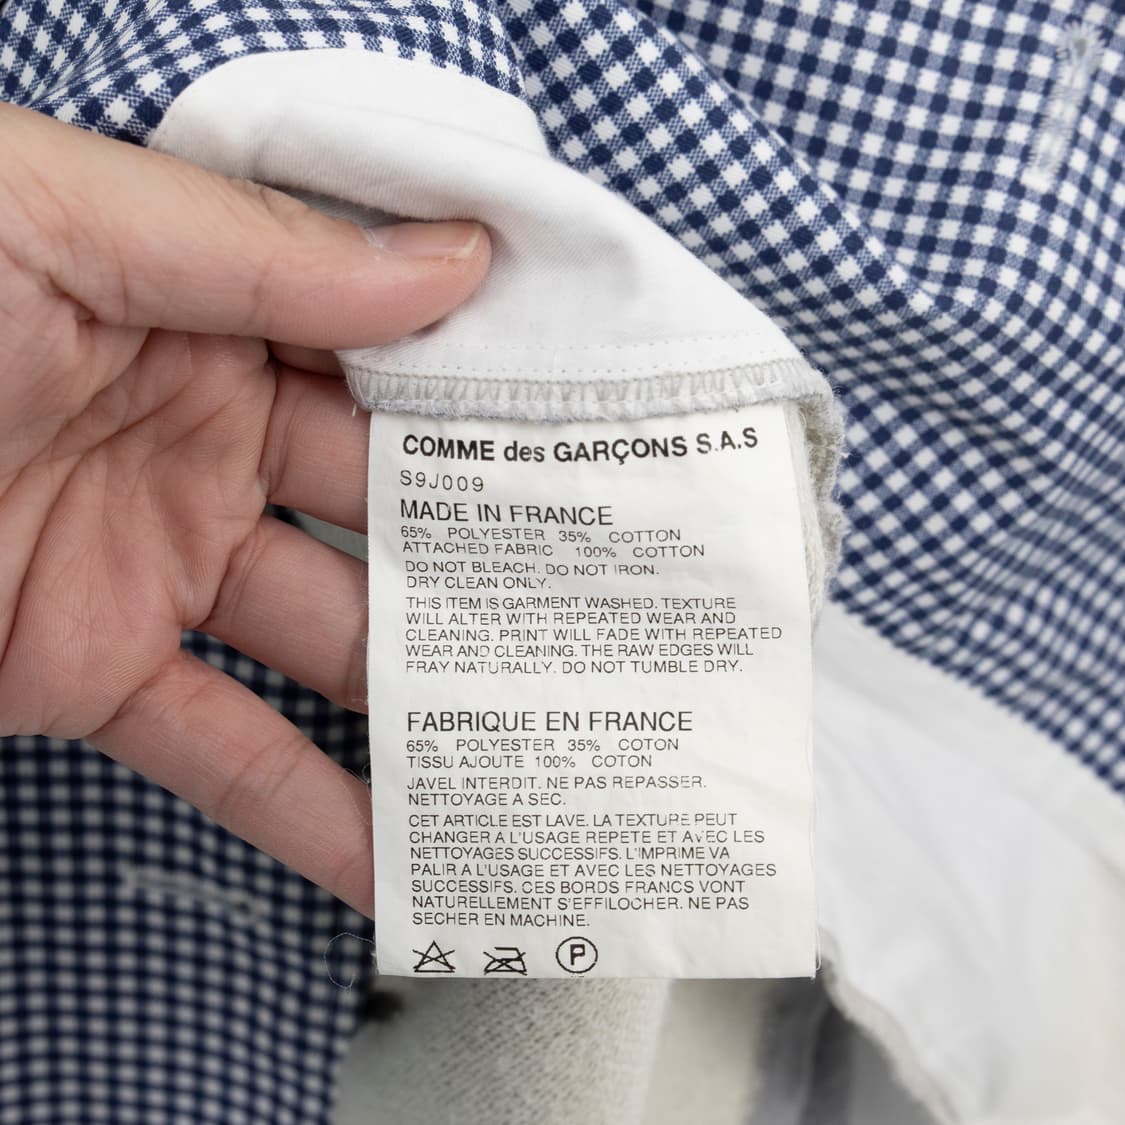 COMME des GARÇONS S.A.S
S9J009
MADE IN FRANCE
65% POLYESTER 35% COTTON
ATTACHED FABRIC 100% COTTON
DO NOT BLEACH. DO NOT IRON.
DRY CLEAN ONLY.
THIS ITEM IS GARMENT WASHED. TEXTURE
WILL ALTER WITH REPEATED WEAR AND
CLEANING. PRINT WILL FADE WITH REPEATED
WEAR AND CLEANING. THE RAW EDGES WILL
FRAY NATURALLY. DO NOT TUMBLE DRY.
FABRIQUE EN FRANCE
65% POLYESTER 35% COTON
TISSU AJOUTE 100% COTON
JAVEL INTERDIT. NE PAS REPASSER.
NETTOYAGE A SEC.
CET ARTICLE EST LAVE. LA TEXTURE PEUT
CHANGER A L'USAGE REPETE ET AVEC LES
NETTOYAGES SUCCESSIFS. L'IMPRIME VA
PALIR A L'USAGE ET AVEC LES NETTOYAGES
SUCCESSIFS. CES BORDS FRANCS VONT
NATURELLEMENT S'EFFILOCHER. NE PAS
SECHER EN MACHINE.
P